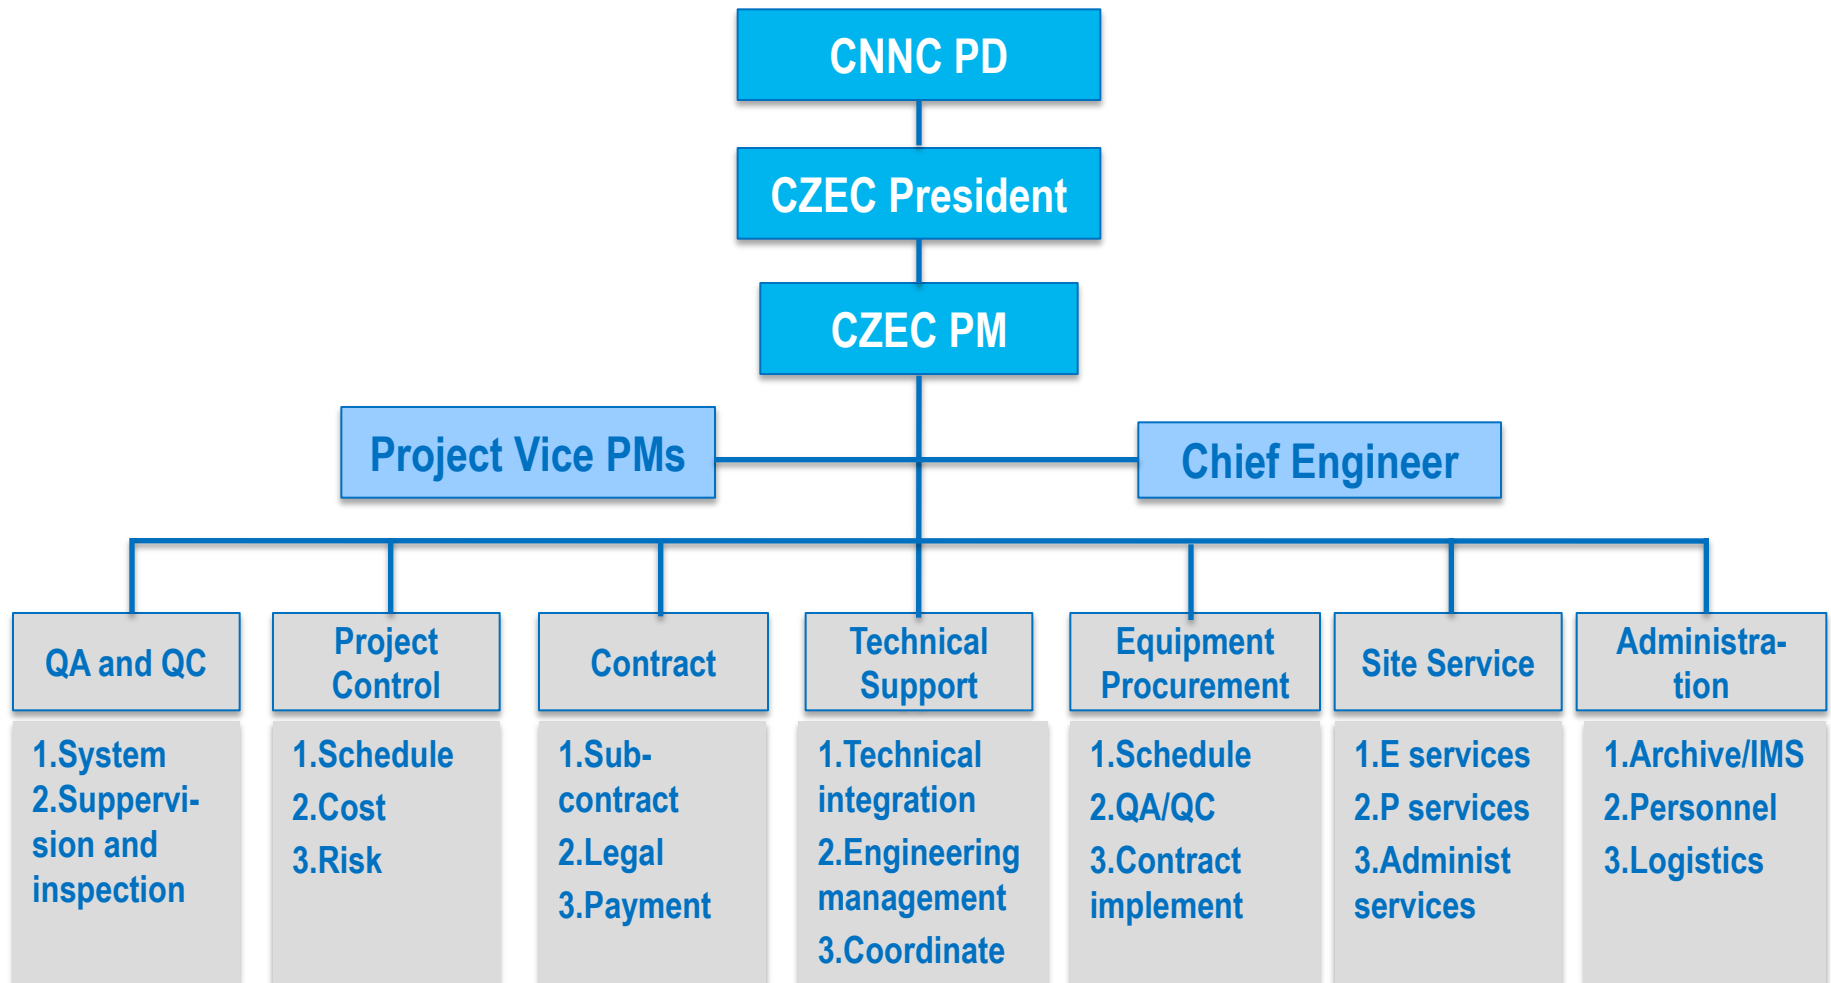 CNNC PD
CZEC President
CZEC PM
Project Vice PMs
Chief Engineer
QA and QC
Project
Control
Contract
Technical
Support
Equipment
Procurement
Site Service
Administra-
tion
1.System
2.Suppervi-
sion and
inspection
1.Schedule
2.Cost
3.Risk
1.Sub-
contract
2.Legal
3.Payment
1.Technical
integration
2.Engineering
management
3.Coordinate
1.Schedule
2.QA/QC
3.Contract
implement
1.E services
2.P services
3.Administ
services
1.Archive/IMS
2.Personnel
3.Logistics